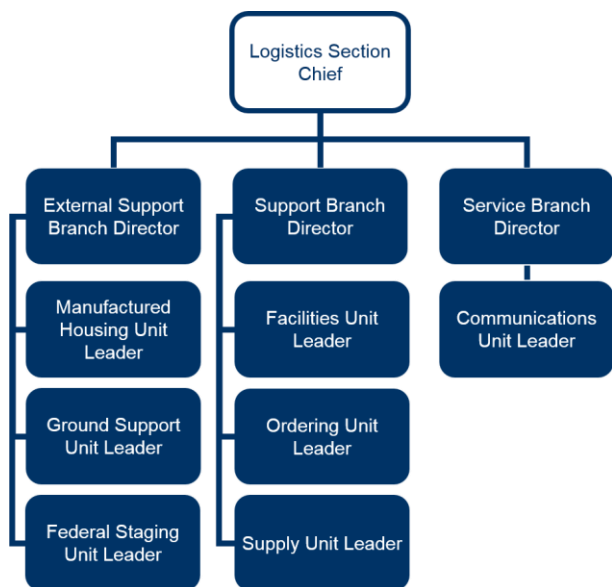 Logistics Section
Chief
External Support
Branch Director
Support Branch
Director
Service Branch
Director
Manufactured
Housing Unit
Leader
Facilities Unit
Leader
Communications
Unit Leader
Ground Support
Unit Leader
Ordering Unit
Leader
Federal Staging
Unit Leader
Supply Unit Leader